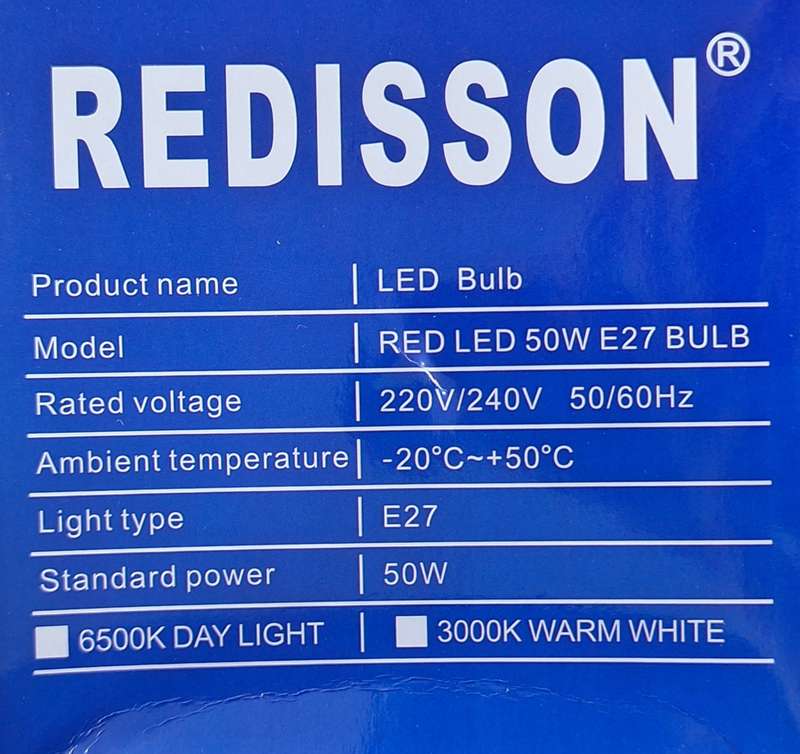 REDISSON®
Product name | LED Bulb
Model | RED LED 50W E27 BULB
Rated voltage | 220V/240V 50/60Hz
Ambient temperature | -20°C~+50°C
Light type | E27
Standard power | 50W
6500K DAY LIGHT | 3000K WARM WHITE